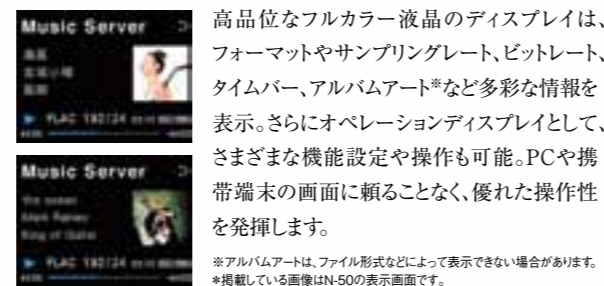 Music Server
FLAC 192|24
Music Server
Mark Raney
FLAC 192|24
高品位なフルカラー液晶のディスプレイは、
フォーマットやサンプリングレート、ビットレート、
タイムバー、アルバムアート※など多彩な情報を
表示。さらにオペレーションディスプレイとして、
さまざまな機能設定や操作も可能。PCや携
帯端末の画面に頼ることなく、優れた操作性
を発揮します。
※アルバムアートは、ファイル形式などによって表示できない場合があります。
*掲載している画像はN-50の表示画面です。